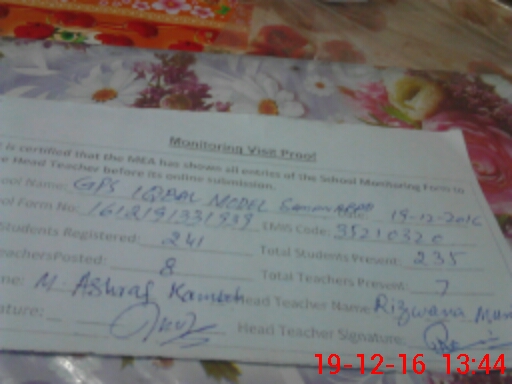 Monitoring Visit Proof
is certified that the MEA has shown all entries of the School Monitoring Form to
Head Teacher before its online submission.
ool Name: GPS IQBAL MODEL 19-12-2016
ool Form No: 1612191331939 EMIS Code: 35210320
Students Registered: 241 Total Students Present: 235
eachersPosted: 8 Total Teachers Present: 7
me: M. Ashraf Kamboh Head Teacher Name: Rizwana
ature: Head Teacher Signature:
19-12-16 13:44